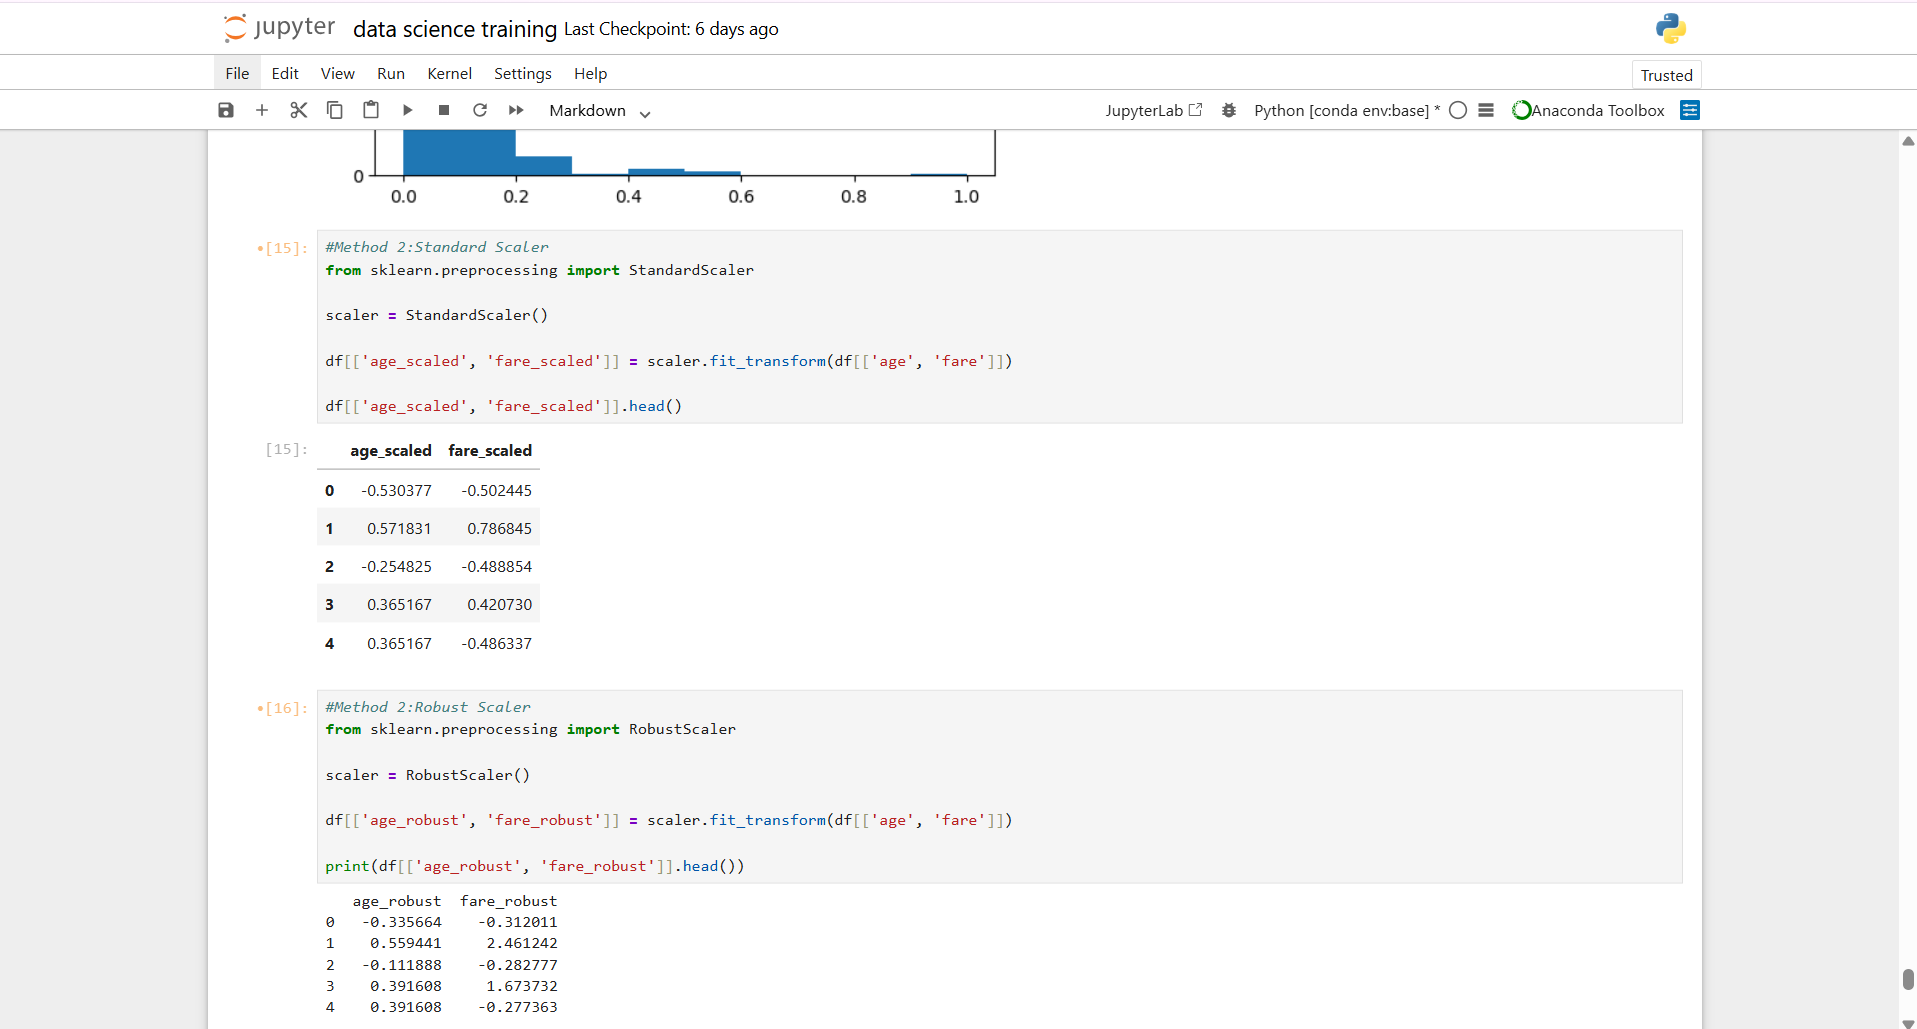 jupyter data science training Last Checkpoint: 6 days ago
File Edit View Run Kernel Settings Help Trusted
Markdown JupyterLab Python [conda env:base] * Anaconda Toolbox
0
0.0 0.2 0.4 0.6 0.8 1.0
•[15]: #Method 2:Standard Scaler
from sklearn.preprocessing import StandardScaler
scaler = StandardScaler()
df[['age_scaled', 'fare_scaled']] = scaler.fit_transform(df[['age', 'fare']])
df[['age_scaled', 'fare_scaled']].head()
[15]: age_scaled fare_scaled
0 -0.530377 -0.502445
1 0.571831 0.786845
2 -0.254825 -0.488854
3 0.365167 0.420730
4 0.365167 -0.486337
•[16]: #Method 2:Robust Scaler
from sklearn.preprocessing import RobustScaler
scaler = RobustScaler()
df[['age_robust', 'fare_robust']] = scaler.fit_transform(df[['age', 'fare']])
print(df[['age_robust', 'fare_robust']].head())
age_robust fare_robust
0 -0.335664 -0.312011
1 0.559441 2.461242
2 -0.111888 -0.282777
3 0.391608 1.673732
4 0.391608 -0.277363